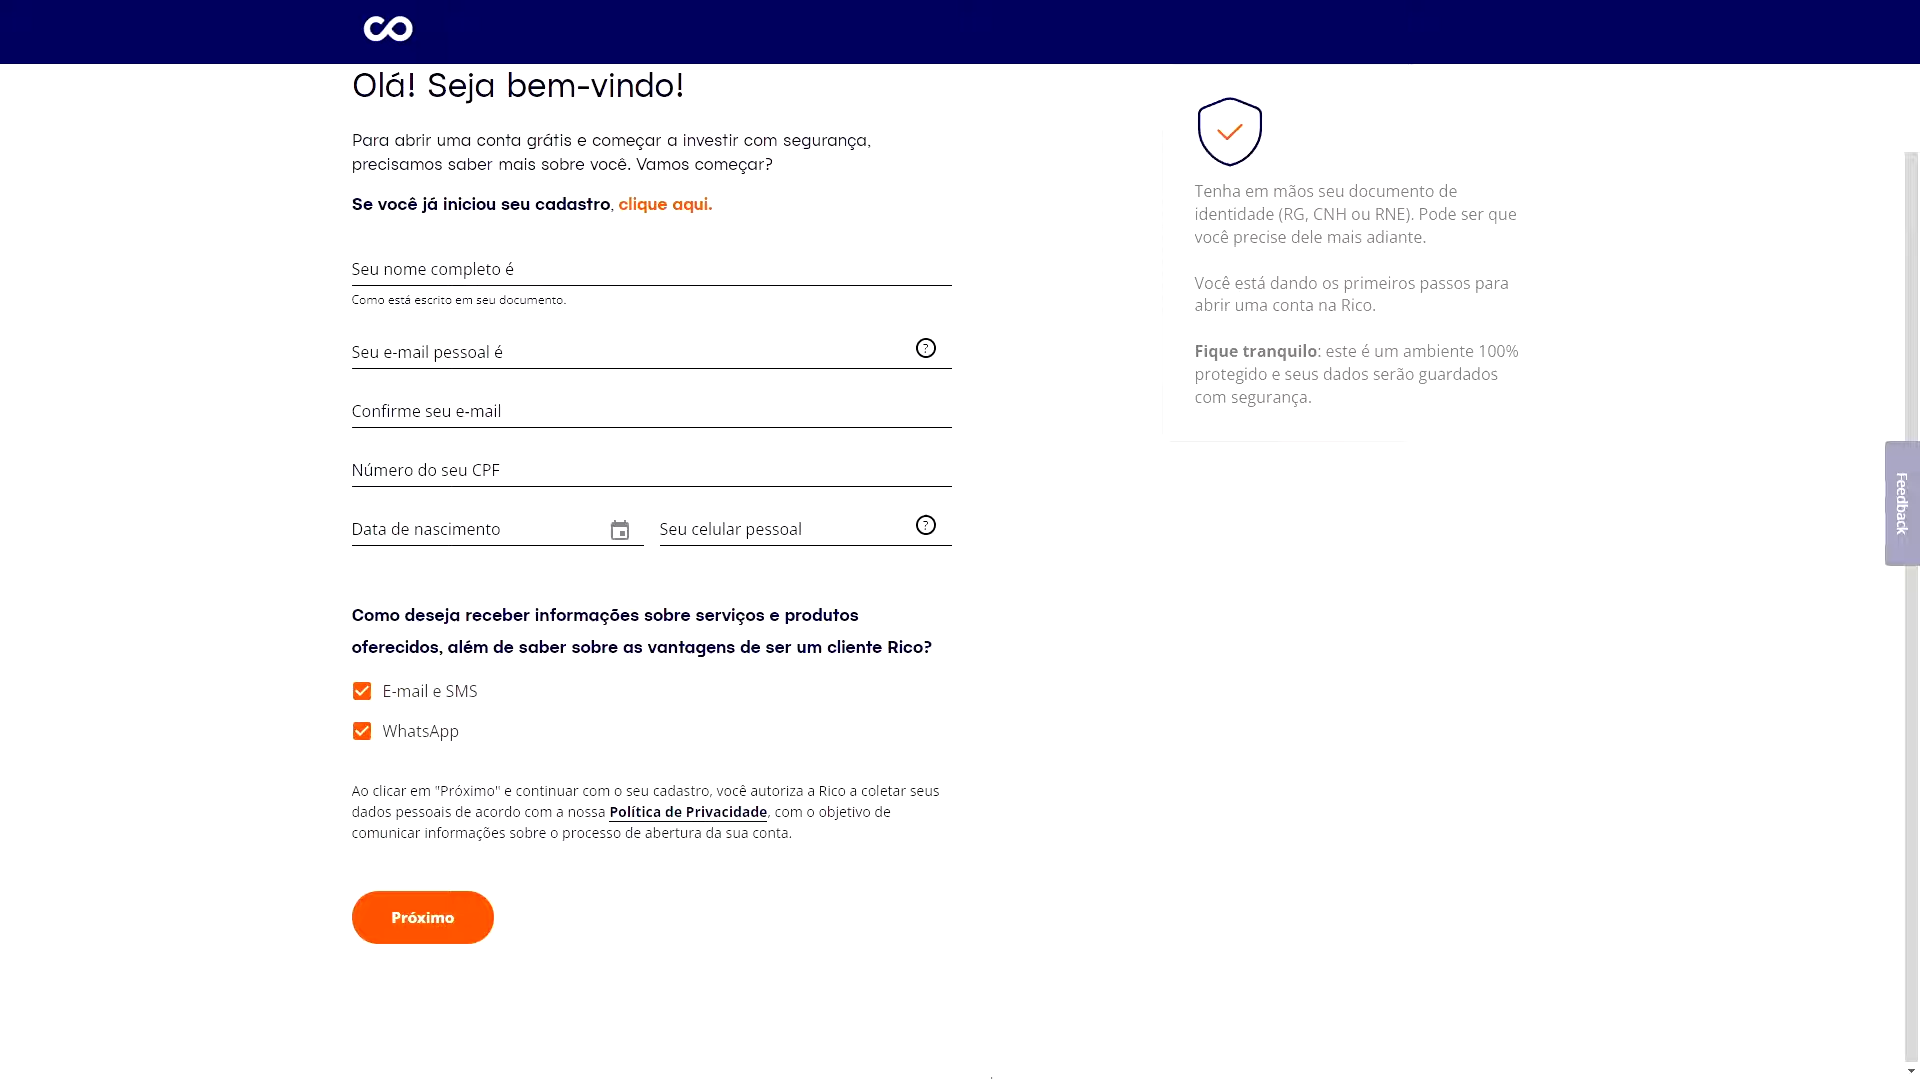 Olá! Seja bem-vindo!
Para abrir uma conta grátis e começar a investir com segurança,
precisamos saber mais sobre você. Vamos começar?
Se você já iniciou seu cadastro, clique aqui.
Seu nome completo é
Como está escrito em seu documento.
Seu e-mail pessoal é
?
Confirme seu e-mail
Número do seu CPF
Data de nascimento
Seu celular pessoal
?
Como deseja receber informações sobre serviços e produtos
oferecidos, além de saber sobre as vantagens de ser um cliente Rico?
E-mail e SMS
WhatsApp
Ao clicar em "Próximo" e continuar com o seu cadastro, você autoriza a Rico a coletar seus
dados pessoais de acordo com a nossa Política de Privacidade, com o objetivo de
comunicar informações sobre o processo de abertura da sua conta.
Próximo
Tenha em mãos seu documento de
identidade (RG, CNH ou RNE). Pode ser que
você precise dele mais adiante.
Você está dando os primeiros passos para
abrir uma conta na Rico.
Fique tranquilo: este é um ambiente 100%
protegido e seus dados serão guardados
com segurança.
Feedback